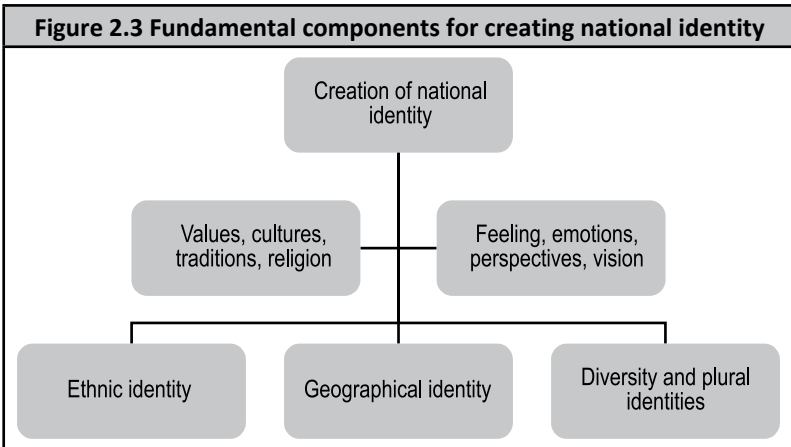 Figure 2.3 Fundamental components for creating national identity
Creation of national
identity
Values, cultures,
traditions, religion
Feeling, emotions,
perspectives, vision
Ethnic identity
Geographical identity
Diversity and plural
identities